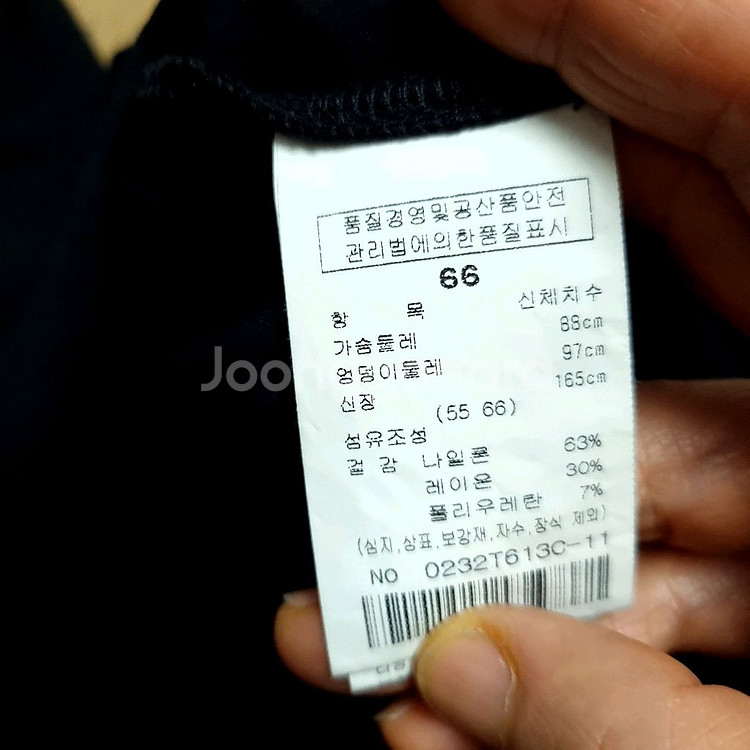 품질경영및공산품안전
관리법에의한품질표시
66
항 목 신체치수
가슴둘레 88cm
엉덩이둘레 97cm
신장 165cm
(55 66)
섬유조성
겉 감 나일론 63%
레이온 30%
폴리우레탄 7%
(심지,상표,보강재,자수,장식 제외)
NO 0232T613C-11